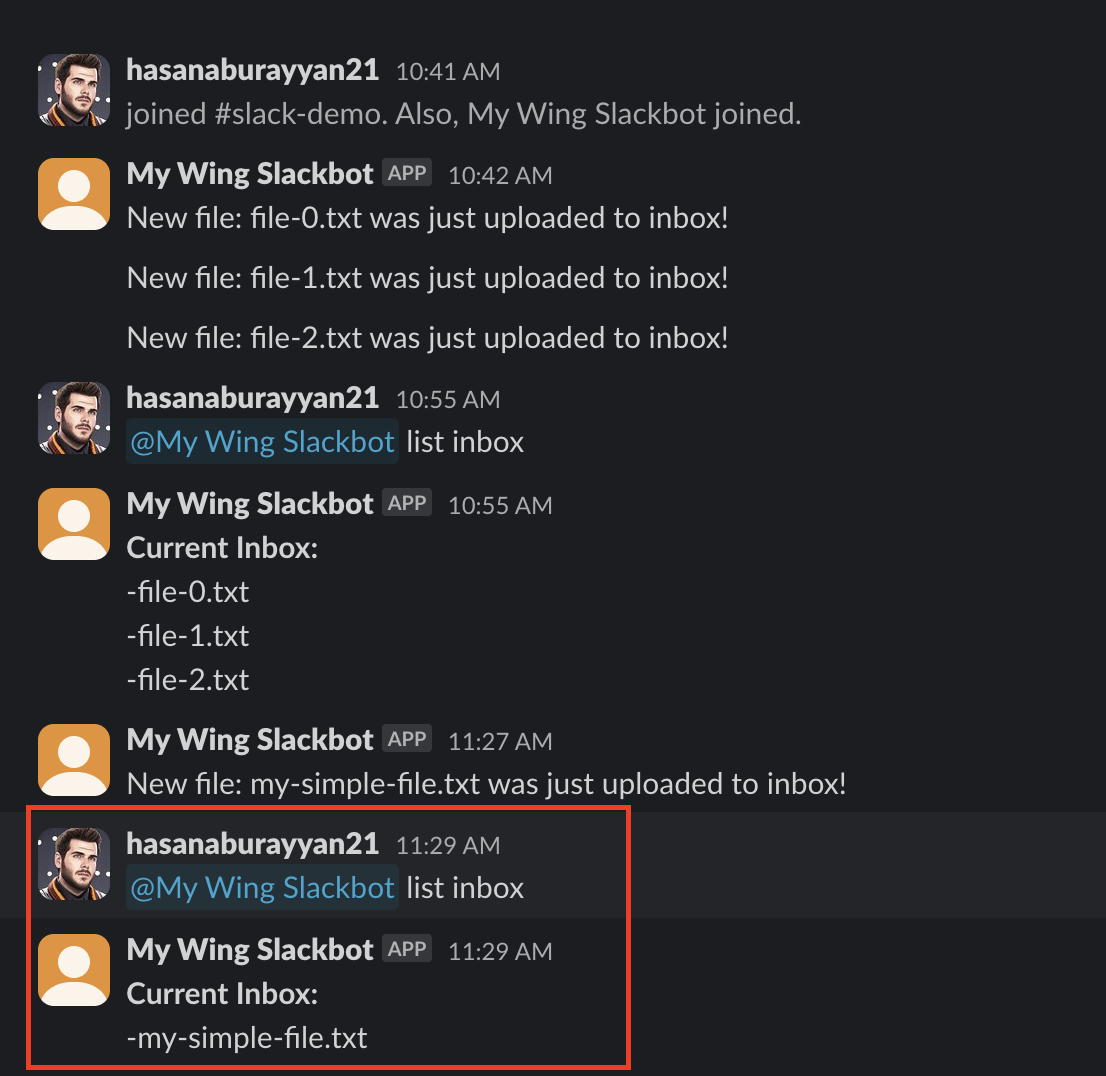 hasanaburayyan21 10:41 AM
joined #slack-demo. Also, My Wing Slackbot joined.
My Wing Slackbot APP 10:42 AM
New file: file-0.txt was just uploaded to inbox!
New file: file-1.txt was just uploaded to inbox!
New file: file-2.txt was just uploaded to inbox!
hasanaburayyan21 10:55 AM
@My Wing Slackbot list inbox
My Wing Slackbot APP 10:55 AM
Current Inbox:
-file-0.txt
-file-1.txt
-file-2.txt
My Wing Slackbot APP 11:27 AM
New file: my-simple-file.txt was just uploaded to inbox!
hasanaburayyan21 11:29 AM
@My Wing Slackbot list inbox
My Wing Slackbot APP 11:29 AM
Current Inbox:
-my-simple-file.txt